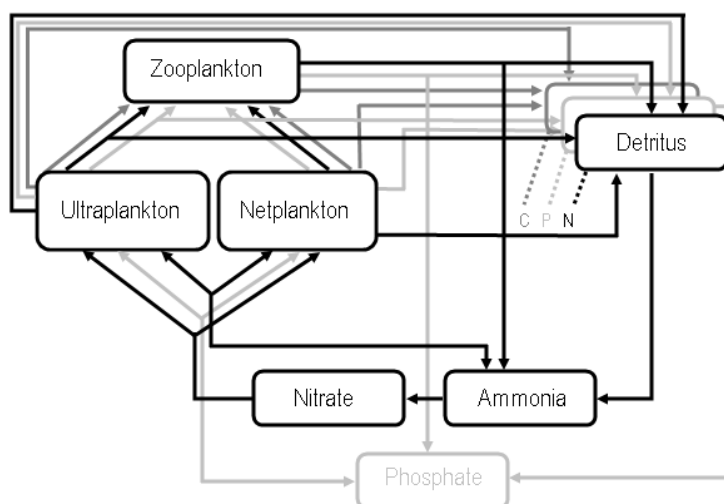 Zooplankton
Detritus
Ultraplankton
Netplankton
C P N
Nitrate
Ammonia
Phosphate